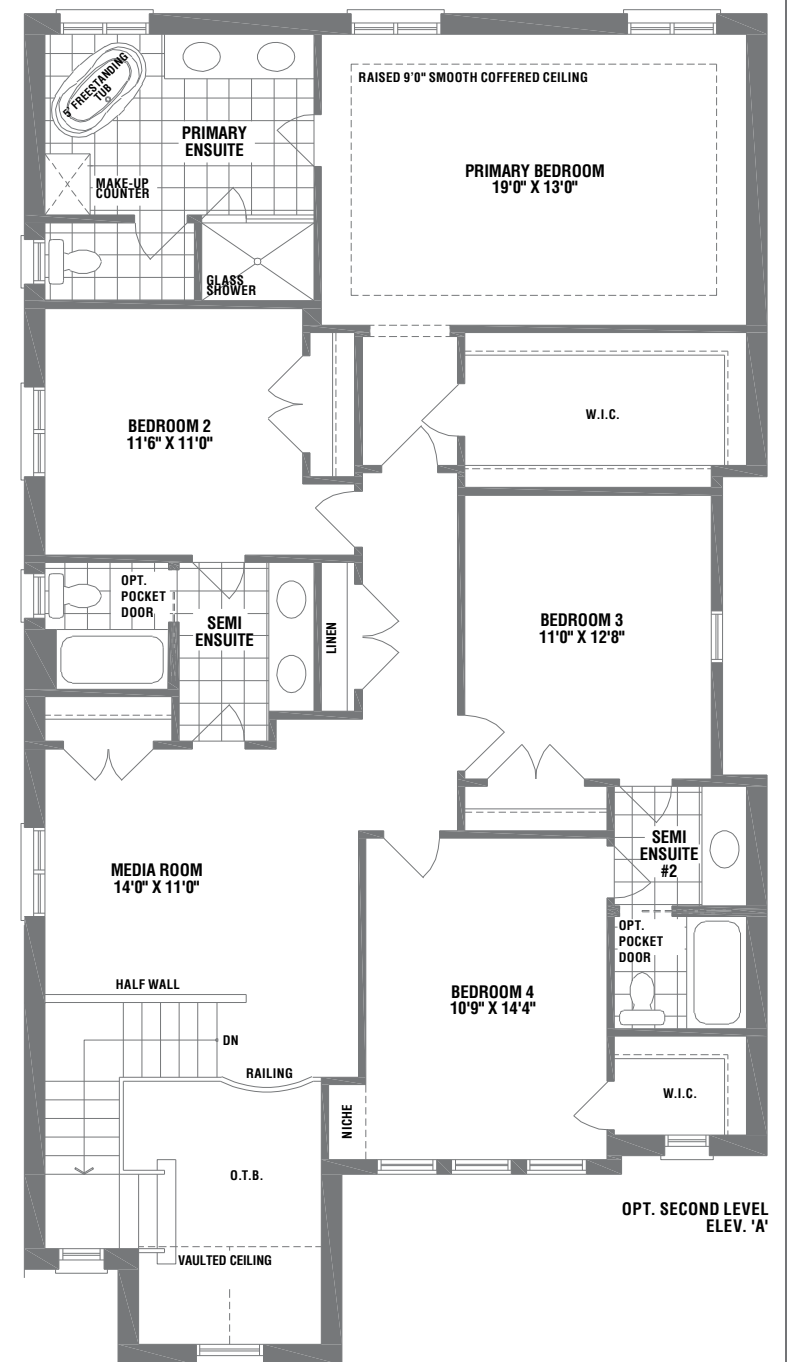 RAISED 9'0" SMOOTH COFFERED CEILING
5' FREESTANDING
TUB
PRIMARY
ENSUITE
PRIMARY BEDROOM
19'0" X 13'0"
MAKE-UP
COUNTER
GLASS
SHOWER
BEDROOM 2
11'6" X 11'0"
W.I.C.
OPT.
POCKET
DOOR
SEMI
ENSUITE
LINEN
BEDROOM 3
11'0" X 12'8"
MEDIA ROOM
14'0" X 11'0"
SEMI
ENSUITE
#2
OPT.
POCKET
DOOR
HALF WALL
BEDROOM 4
10'9" X 14'4"
DN
RAILING
NICHE
W.I.C.
O.T.B.
VAULTED CEILING
OPT. SECOND LEVEL
ELEV. 'A'